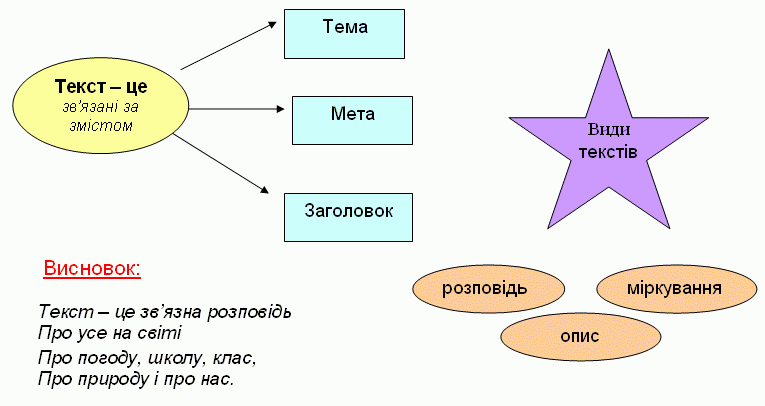 Текст – це
зв’язані за
змістом
Тема
Мета
Заголовок
Види
текстів
розповідь
міркування
опис
Висновок:
Текст – це зв’язна розповідь
Про усе на світі
Про погоду, школу, клас,
Про природу і про нас.